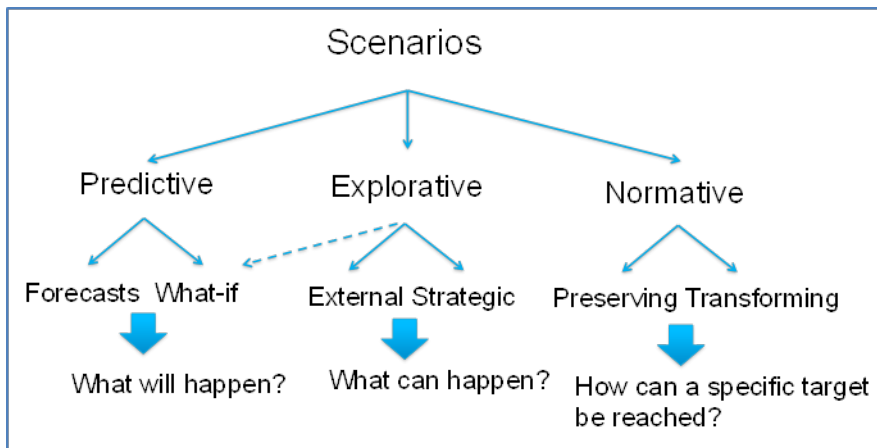 Scenarios
Predictive Explorative Normative
Forecasts What-if External Strategic Preserving Transforming
What will happen? What can happen? How can a specific target
be reached?